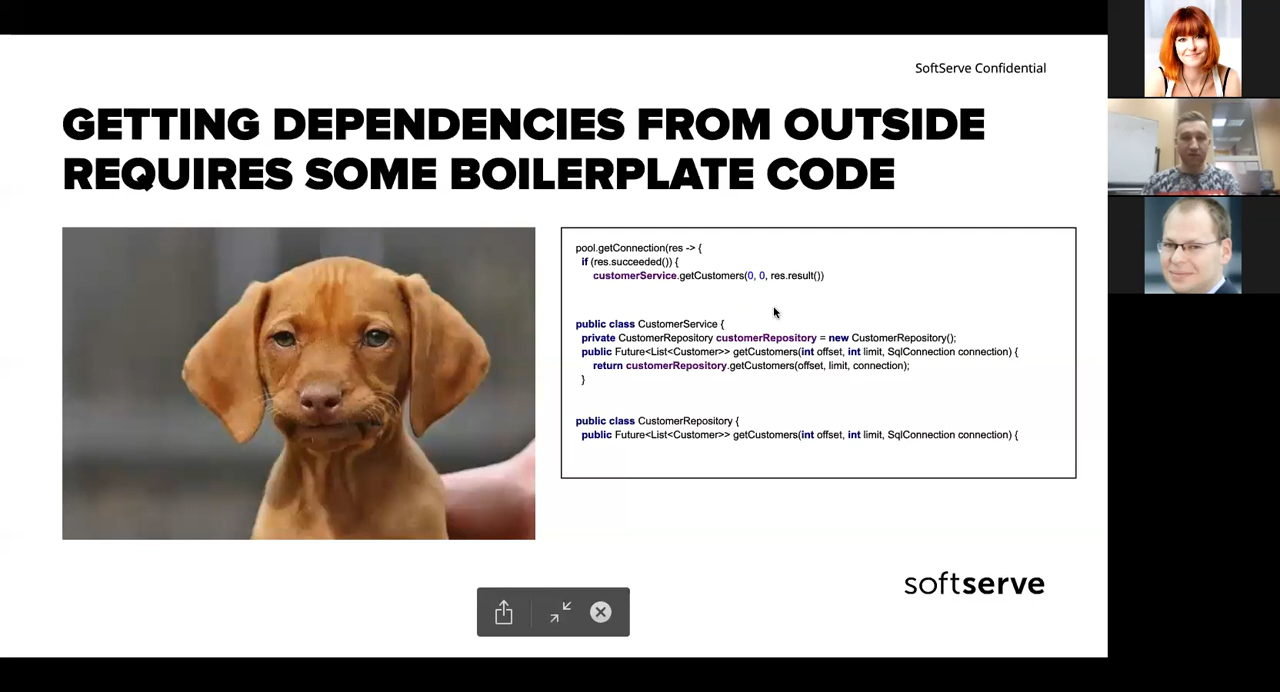 SoftServe Confidential
GETTING DEPENDENCIES FROM OUTSIDE
REQUIRES SOME BOILERPLATE CODE
pool.getConnection(res -> {
if (res.succeeded()) {
customerService.getCustomers(0, 0, res.result())
public class CustomerService {
private CustomerRepository customerRepository = new CustomerRepository();
public Future<List<Customer>> getCustomers(int offset, int limit, SqlConnection connection) {
return customerRepository.getCustomers(offset, limit, connection);
}
public class CustomerRepository {
public Future<List<Customer>> getCustomers(int offset, int limit, SqlConnection connection) {
softserve